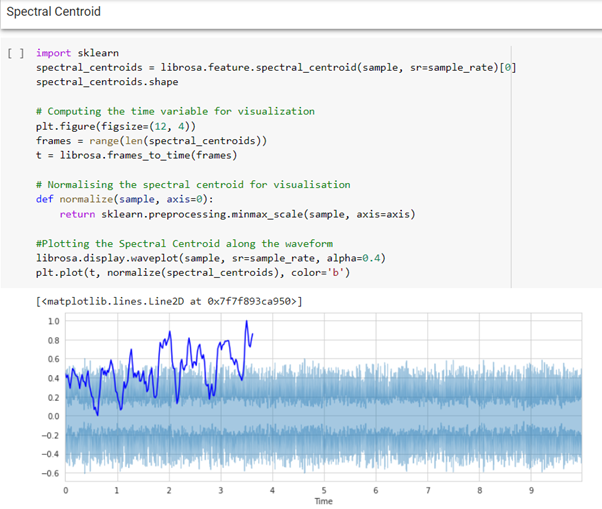 Spectral Centroid
[ ] import sklearn
spectral_centroids = librosa.feature.spectral_centroid(sample, sr=sample_rate)[0]
spectral_centroids.shape
# Computing the time variable for visualization
plt.figure(figsize=(12, 4))
frames = range(len(spectral_centroids))
t = librosa.frames_to_time(frames)
# Normalising the spectral centroid for visualisation
def normalize(sample, axis=0):
    return sklearn.preprocessing.minmax_scale(sample, axis=axis)
#Plotting the Spectral Centroid along the waveform
librosa.display.waveplot(sample, sr=sample_rate, alpha=0.4)
plt.plot(t, normalize(spectral_centroids), color='b')
[<matplotlib.lines.Line2D at 0x7f7f893ca950>]
1.0
0.8
0.6
0.4
0.2
0.0
−0.2
−0.4
−0.6
0 1 2 3 4 5 6 7 8 9
Time